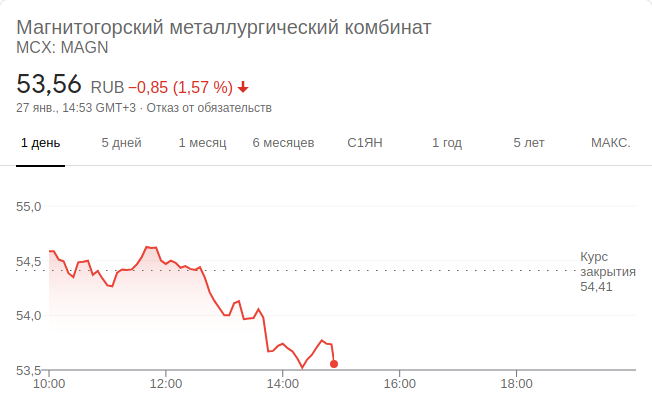 Магнитогорский металлургический комбинат
MCX: MAGN
53,56 RUB −0,85 (1,57 %)
27 янв., 14:53 GMT+3 · Отказ от обязательств
1 день 5 дней 1 месяц 6 месяцев С1ЯН 1 год 5 лет МАКС.
55,0
54,5
54,0
53,5
Курс
закрытия
54,41
10:00 12:00 14:00 16:00 18:00